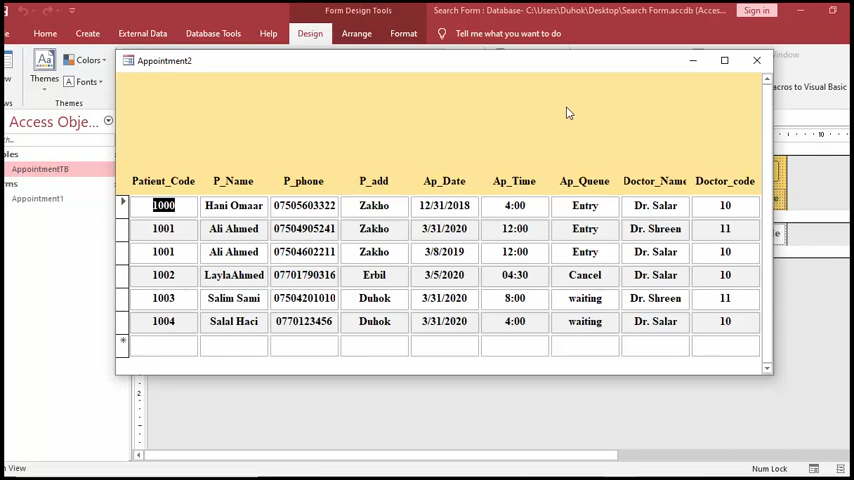 Form Design Tools
Search Form : Database- C:\Users\Duhok\Desktop\Search Form.accdb (Acces...
Sign in
Home Create External Data Database Tools Help Design Arrange Format Tell me what you want to do
Themes
Colors
Fonts
Themes
Window
acros to Visual Basic
Access Obje...
AppointmentTB
Appointment1
Appointment2
Patient_Code P_Name P_phone P_add Ap_Date Ap_Time Ap_Queue Doctor_Name Doctor_code
1000 Hani Omaar 07505603322 Zakho 12/31/2018 4:00 Entry Dr. Salar 10
1001 Ali Ahmed 07504905241 Zakho 3/31/2020 12:00 Entry Dr. Shreen 11
1001 Ali Ahmed 07504602211 Zakho 3/8/2019 12:00 Entry Dr. Salar 10
1002 LaylaAhmed 07701790316 Erbil 3/5/2020 04:30 Cancel Dr. Salar 10
1003 Salim Sami 07504201010 Duhok 3/31/2020 8:00 waiting Dr. Shreen 11
1004 Salal Haci 0770123456 Duhok 3/31/2020 4:00 waiting Dr. Salar 10
10
2
View
Num Lock